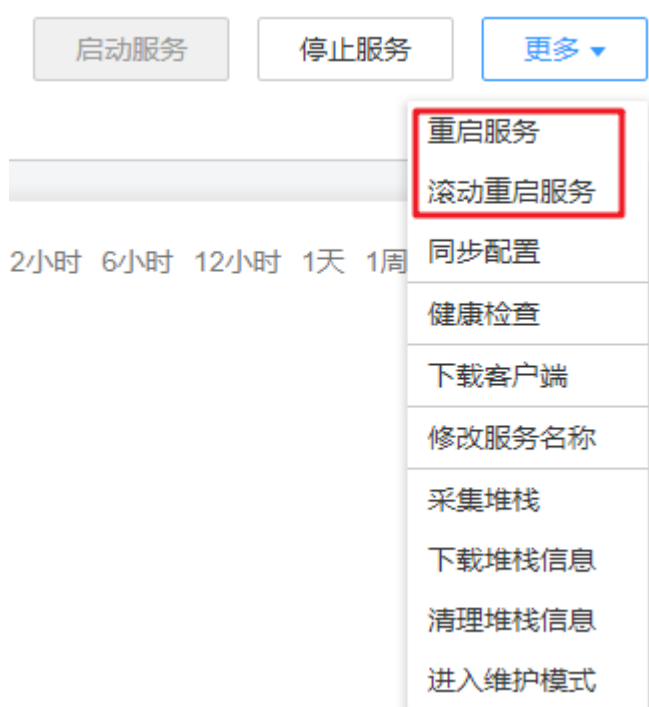 启动服务 停止服务 更多
重启服务
滚动重启服务
2小时 6小时 12小时 1天 1周
同步配置
健康检查
下载客户端
修改服务名称
采集堆栈
下载堆栈信息
清理堆栈信息
进入维护模式